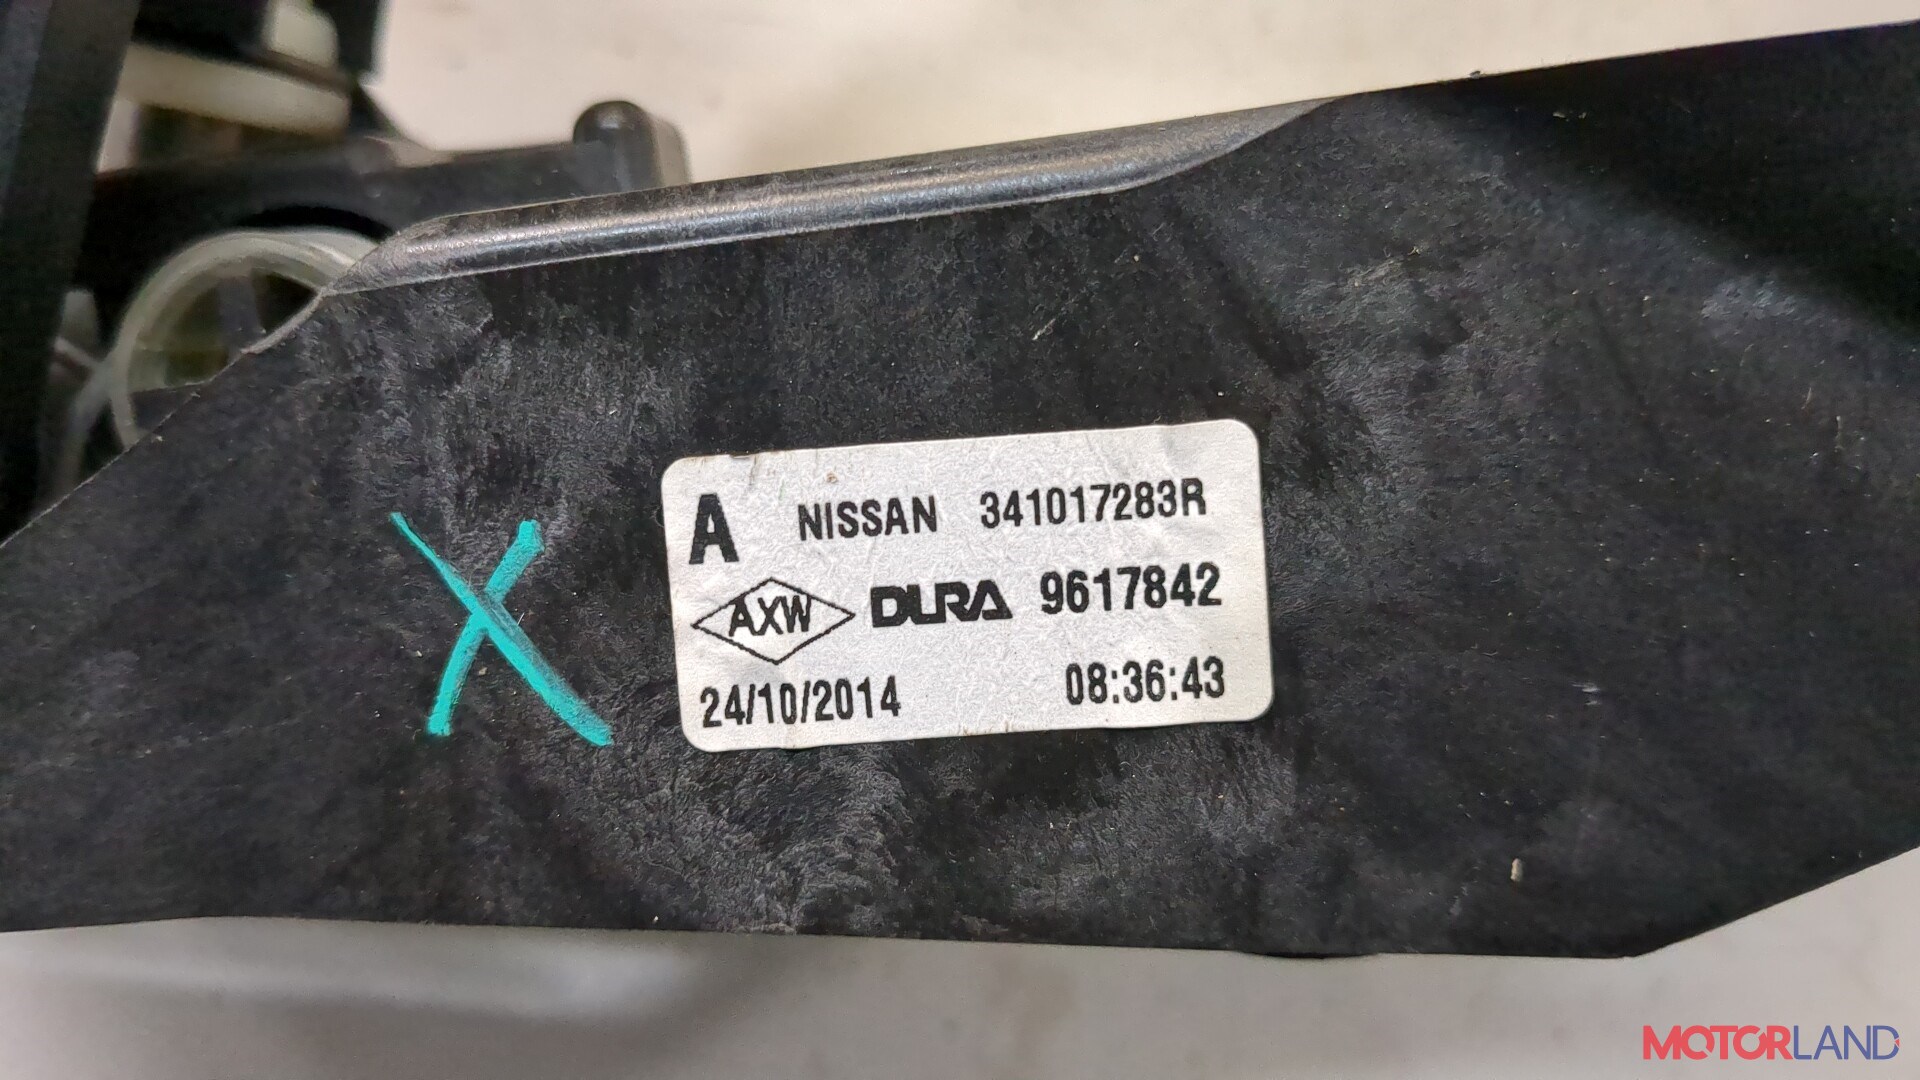 A NISSAN 341017283R
AXW DURA 9617842
24/10/2014 08:36:43
X
MOTORLAND